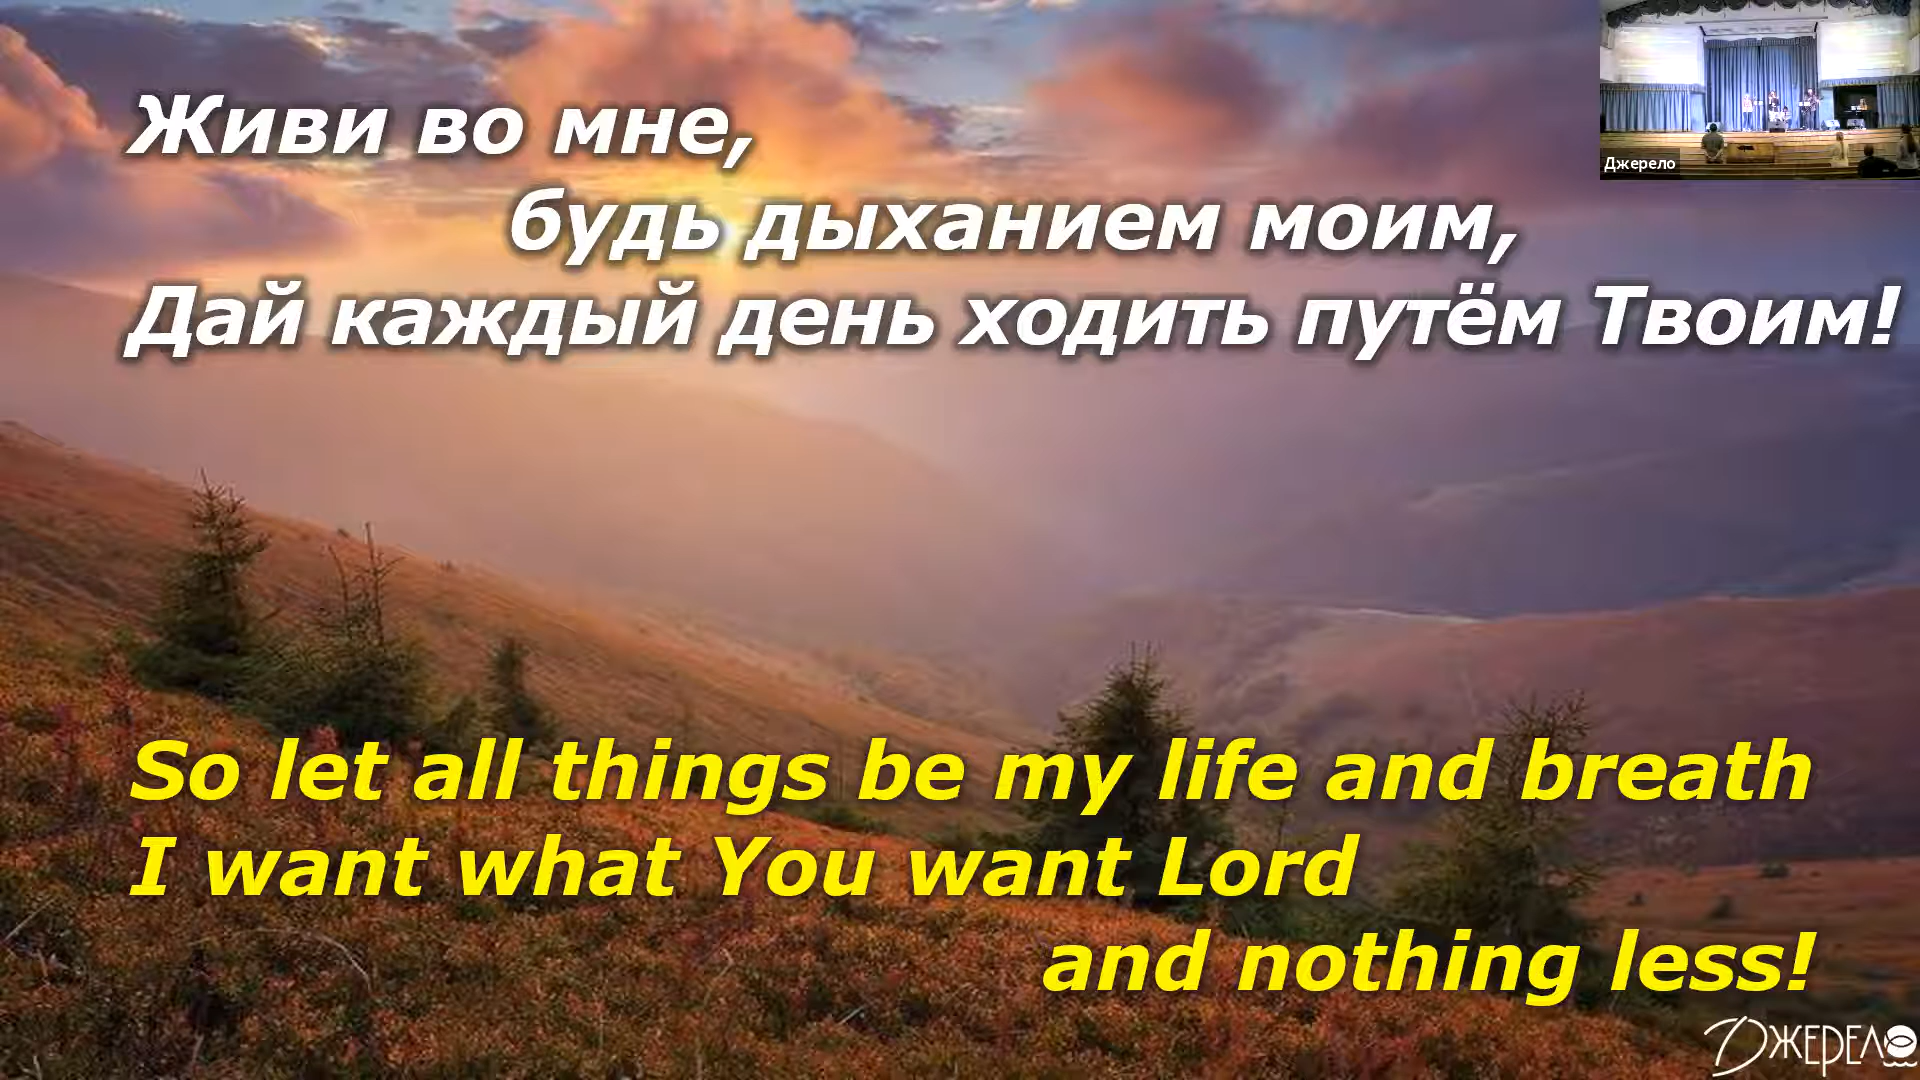 Живи во мне,
будь дыханием моим,
Дай каждый день ходить путём Твоим!
Джерело
So let all things be my life and breath
I want what You want Lord
and nothing less!
ДЖЕРЕЛО